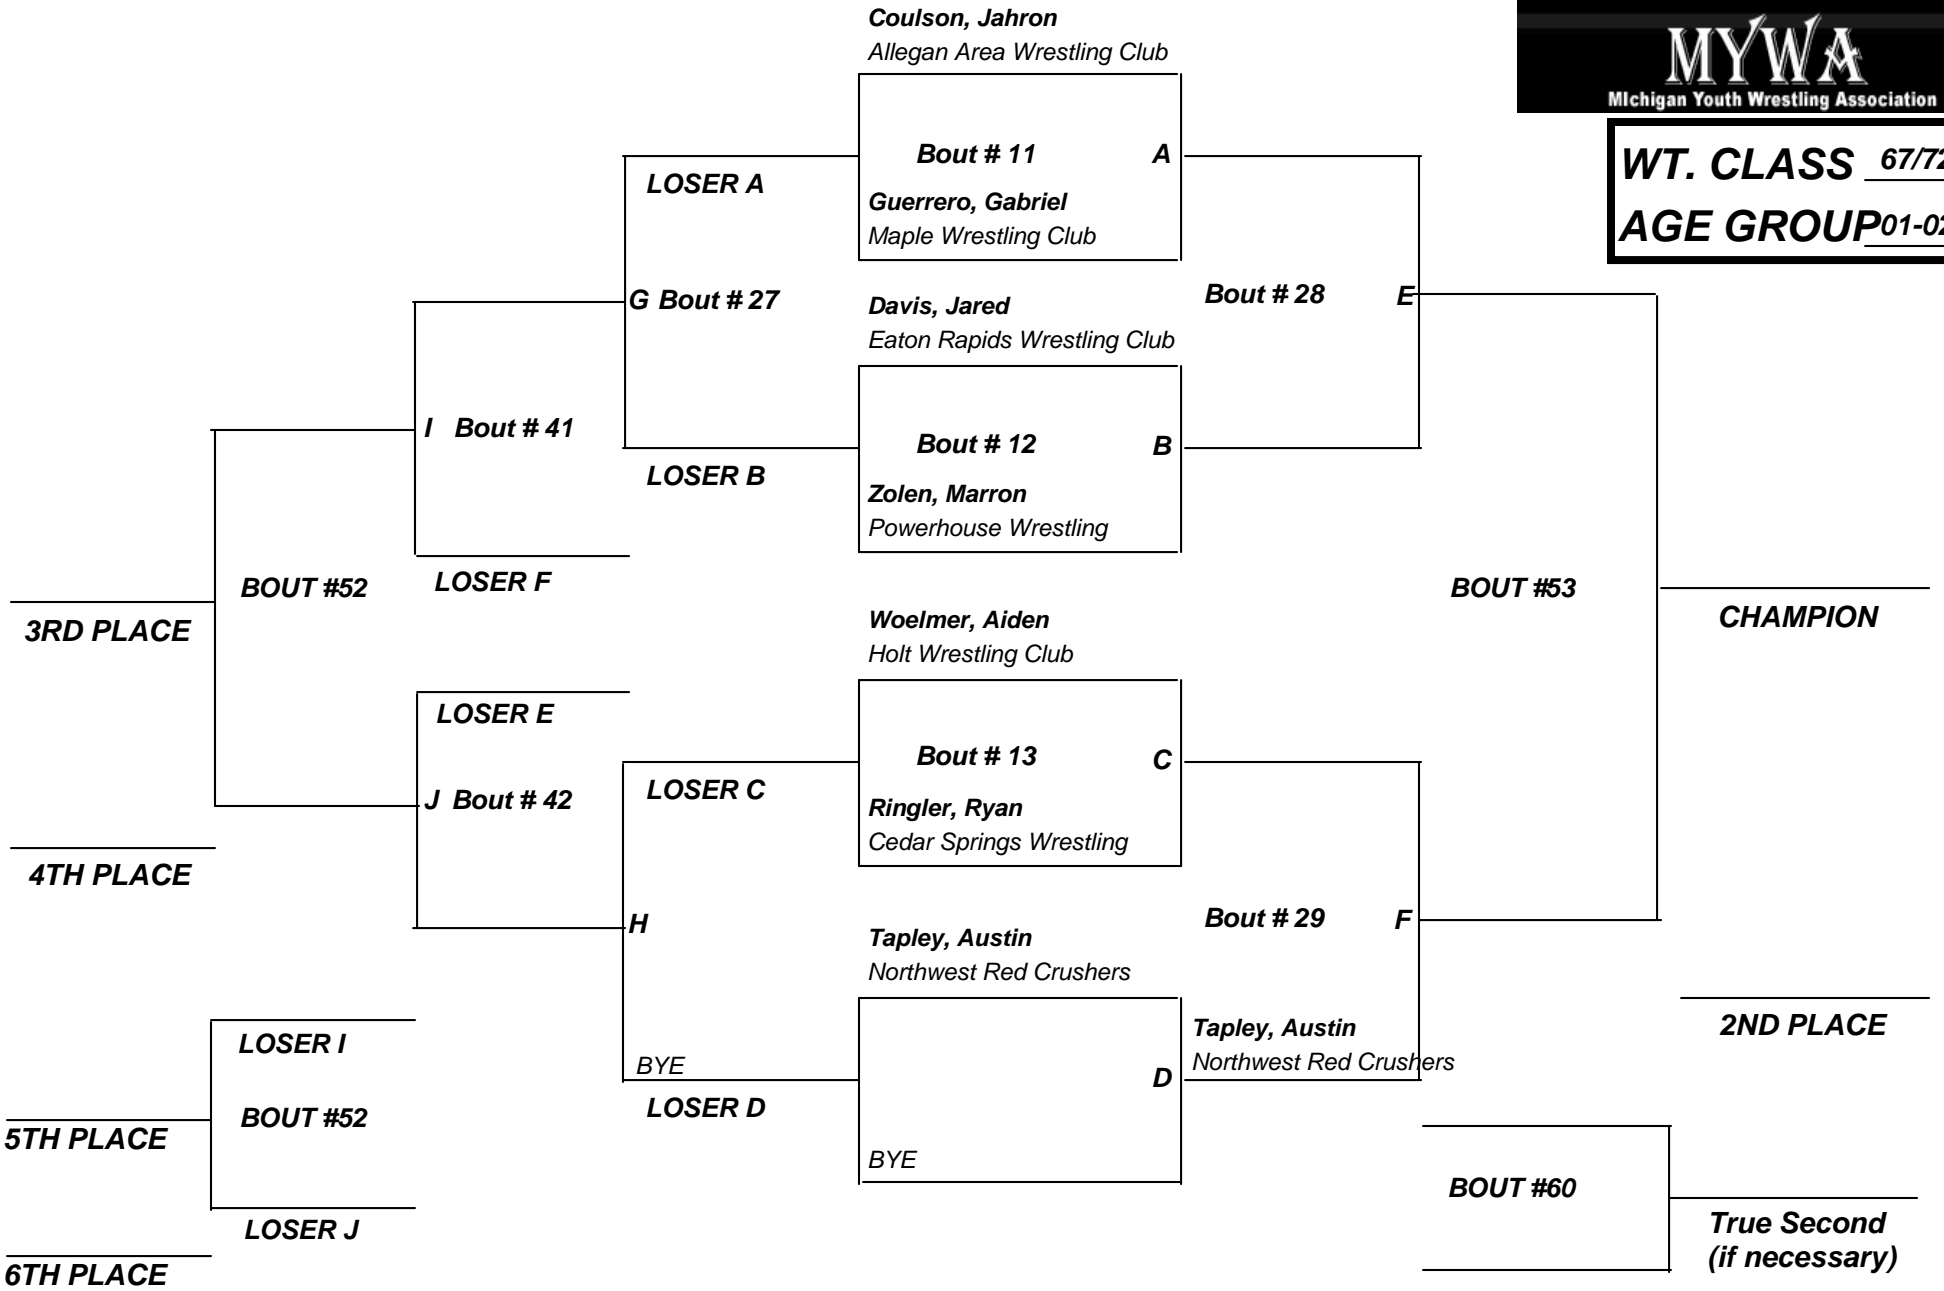 Coulson, Jahron
Allegan Area Wrestling Club
MYWA
MIchigan Youth Wrestling Association
WT. CLASS 67/72
AGE GROUP 01-02
LOSER A
Bout # 11 A
Guerrero, Gabriel
Maple Wrestling Club
G Bout # 27
Davis, Jared
Eaton Rapids Wrestling Club
Bout # 28 E
I Bout # 41
LOSER B
Bout # 12 B
Zolen, Marron
Powerhouse Wrestling
LOSER F
BOUT #52
3RD PLACE
BOUT #53
CHAMPION
Woelmer, Aiden
Holt Wrestling Club
LOSER E
J Bout # 42
LOSER C
Bout # 13 C
Ringler, Ryan
Cedar Springs Wrestling
4TH PLACE
H
Bout # 29 F
Tapley, Austin
Northwest Red Crushers
LOSER I
BYE
LOSER D
D
Tapley, Austin
Northwest Red Crushers
2ND PLACE
BOUT #52
5TH PLACE
BYE
LOSER J
6TH PLACE
BOUT #60
True Second
(if necessary)